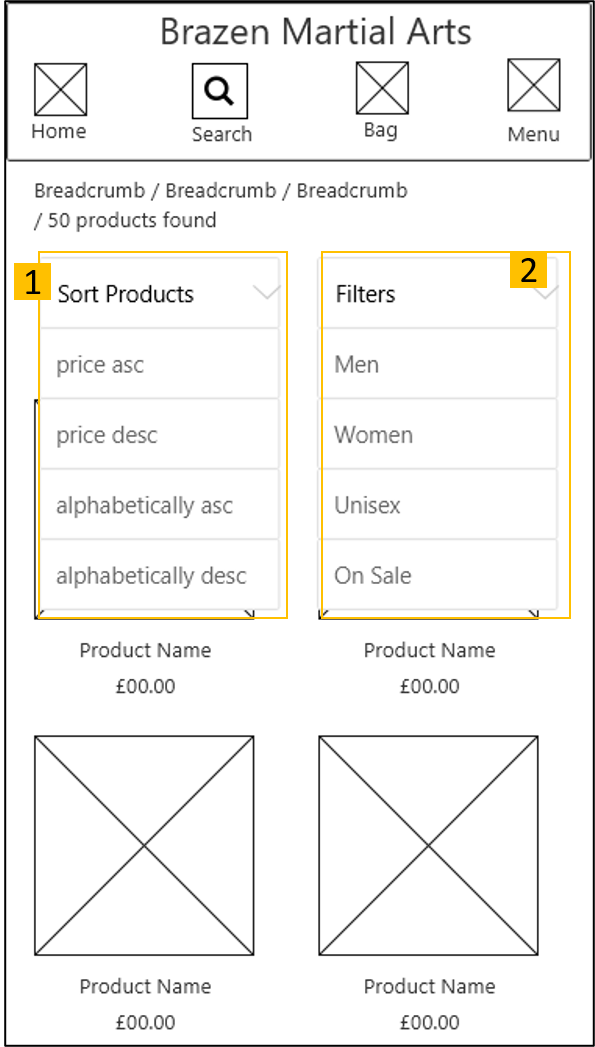 Brazen Martial Arts
Home
Search
Bag
Menu
Breadcrumb / Breadcrumb / Breadcrumb
/ 50 products found
1
Sort Products
price asc
price desc
alphabetically asc
alphabetically desc
2
Filters
Men
Women
Unisex
On Sale
Product Name
£00.00
Product Name
£00.00
Product Name
£00.00
Product Name
£00.00